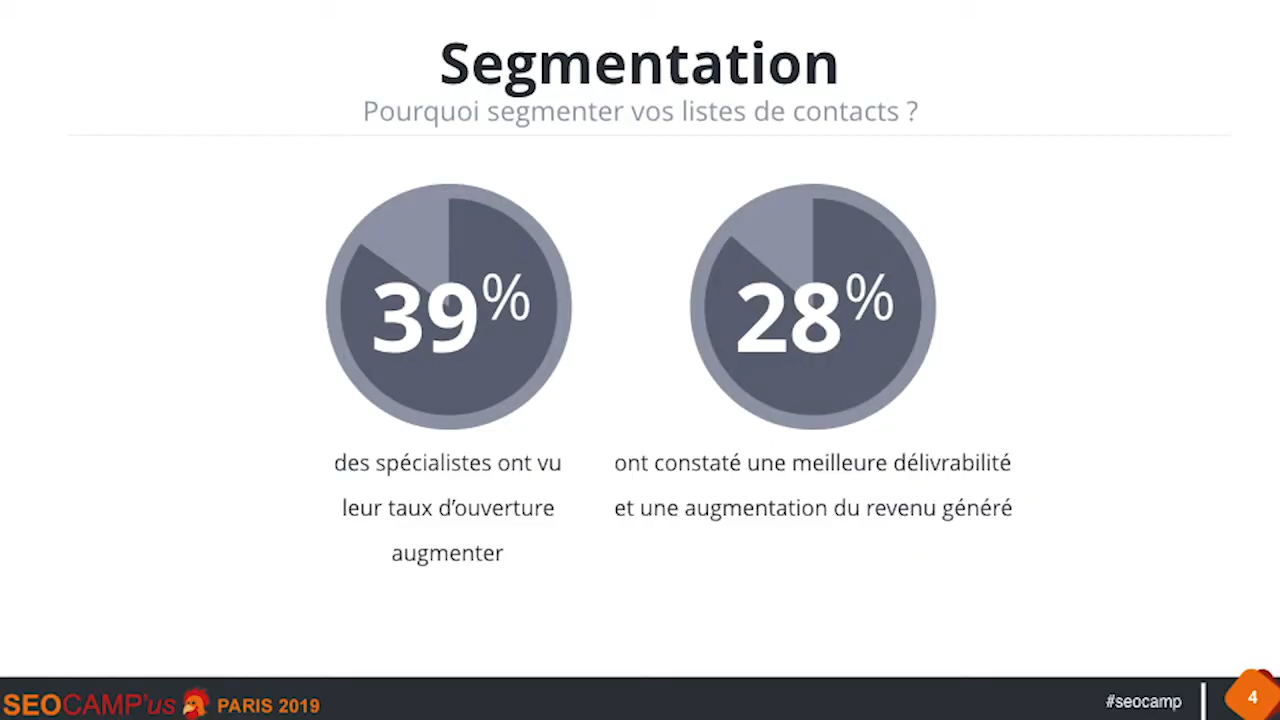 Segmentation
Pourquoi segmenter vos listes de contacts ?
39%
des spécialistes ont vu
leur taux d’ouverture
augmenter
28%
ont constaté une meilleure délivrabilité
et une augmentation du revenu généré
SEOCAMP'us PARIS 2019
#seocamp
4